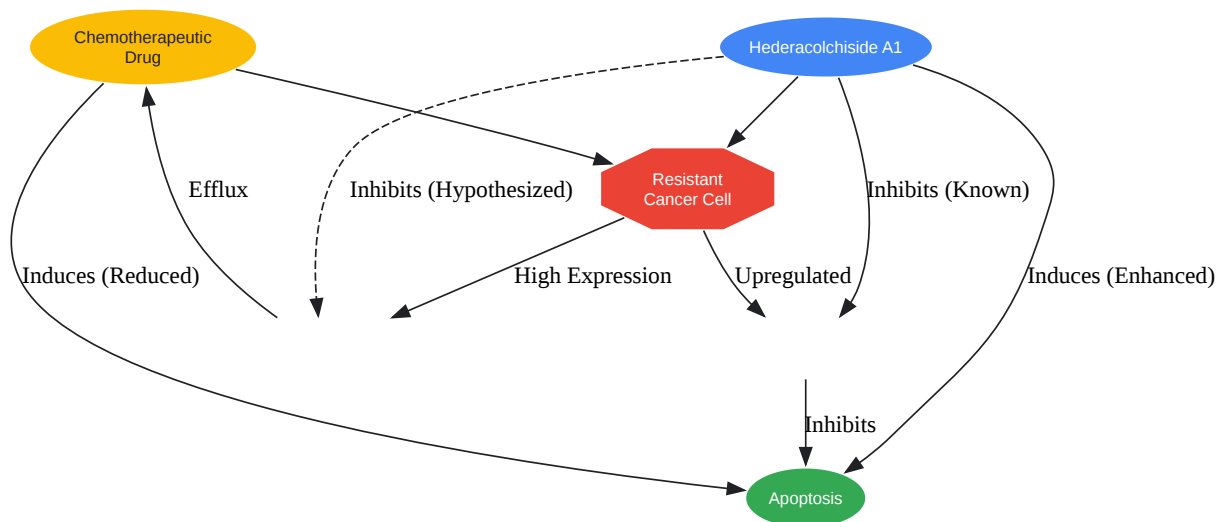 Chemotherapeutic
Drug
Hederacolchiside A1
Resistant
Cancer Cell
Efflux
Inhibits (Hypothesized)
Inhibits (Known)
Induces (Reduced)
High Expression
Upregulated
Induces (Enhanced)
Inhibits
Apoptosis